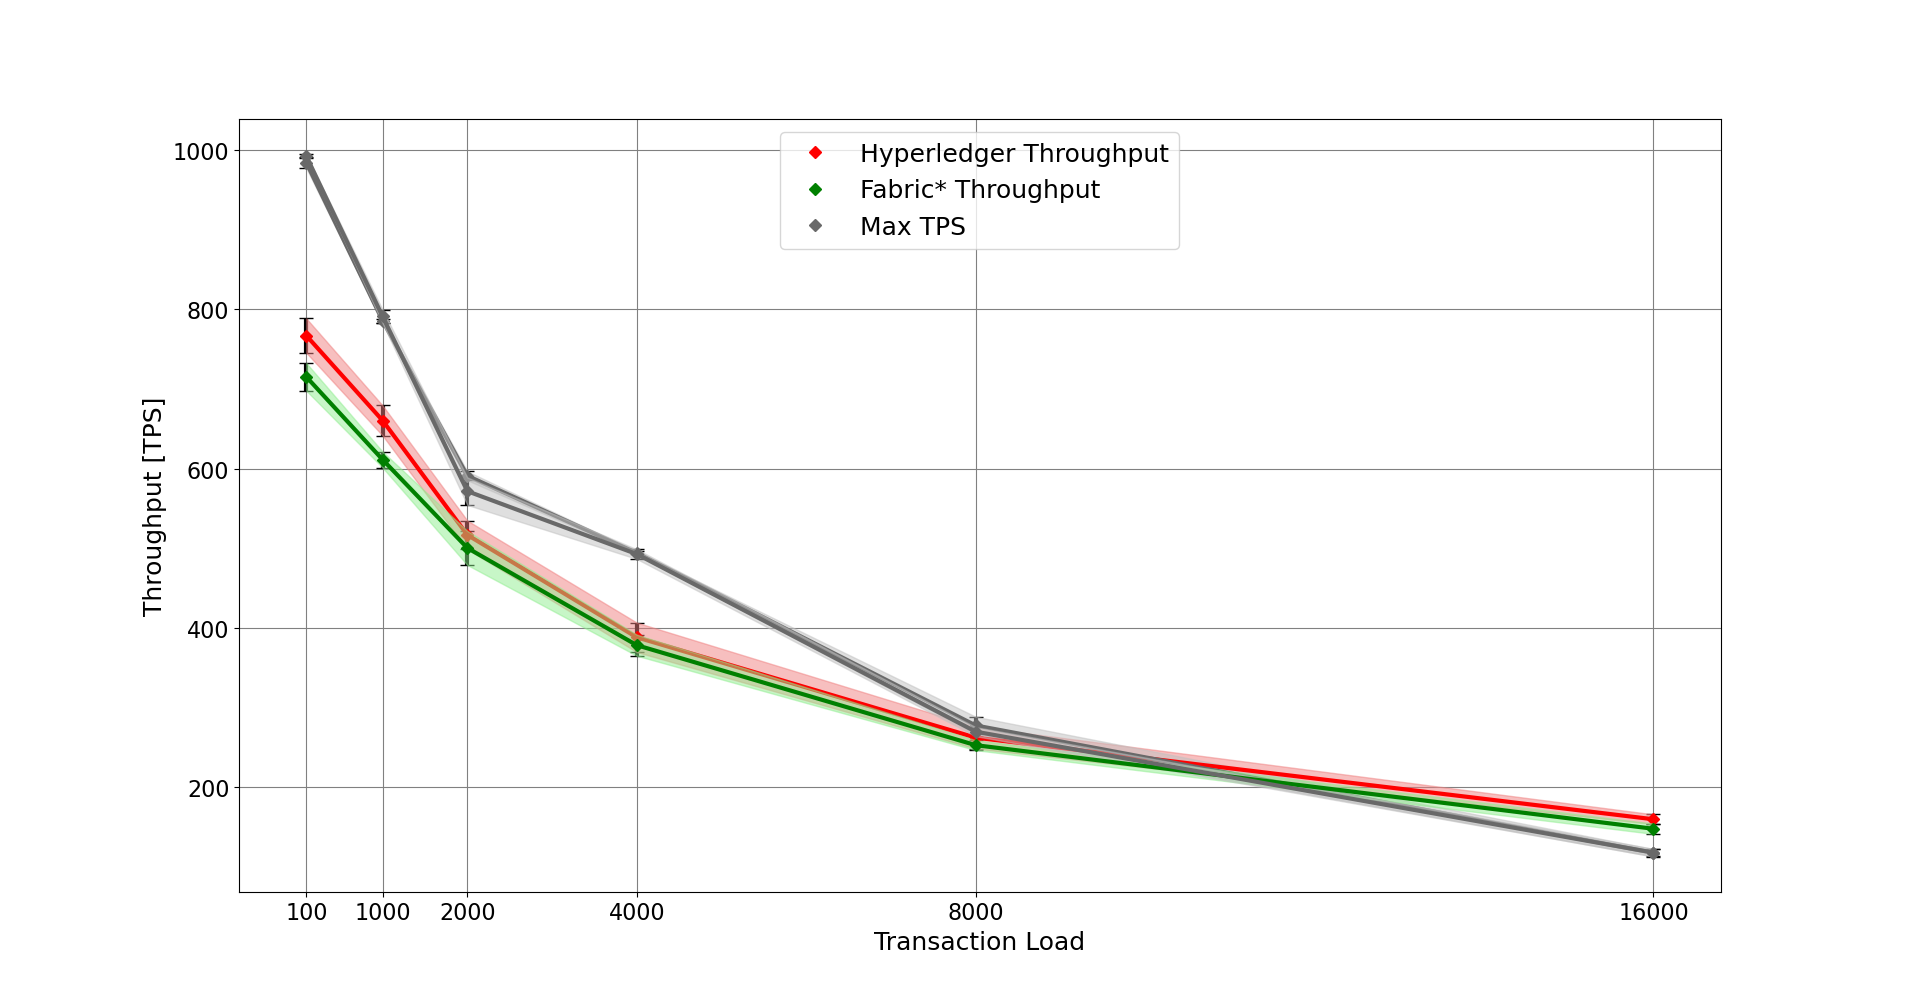 1000
800
600
400
200
Throughput [TPS]
Hyperledger Throughput
Fabric* Throughput
Max TPS
100 1000 2000 4000 8000 16000
Transaction Load